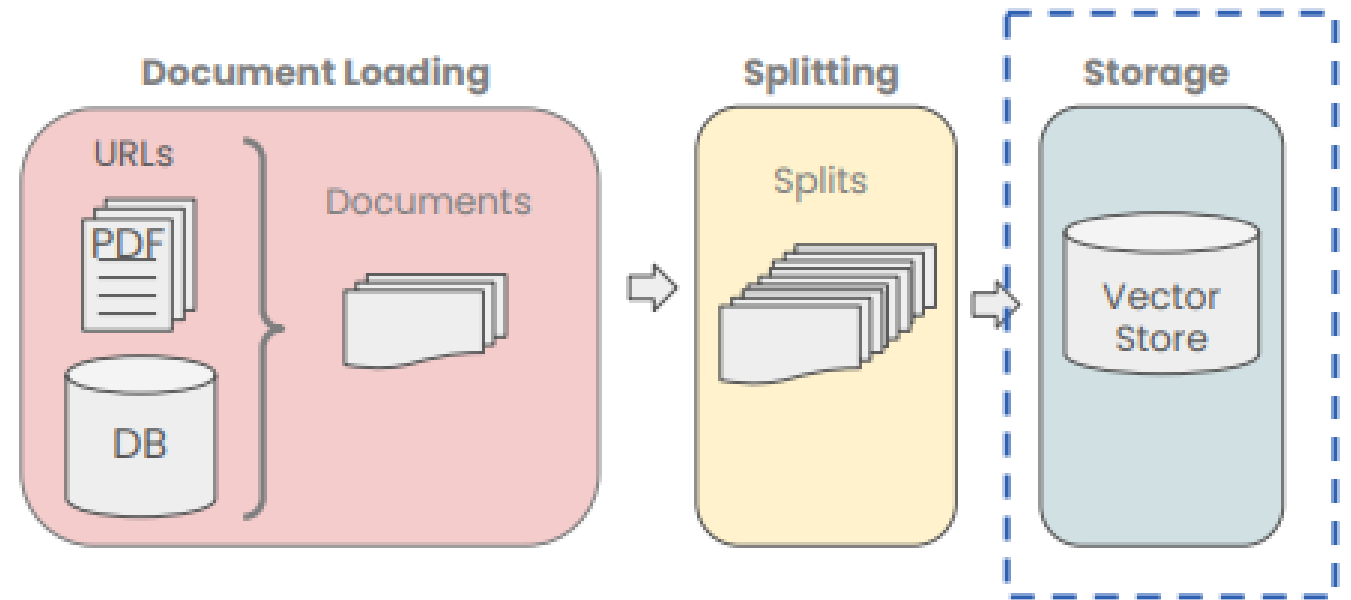 Document Loading
URLs
PDF
DB
Documents
Splitting
Splits
Storage
Vector
Store